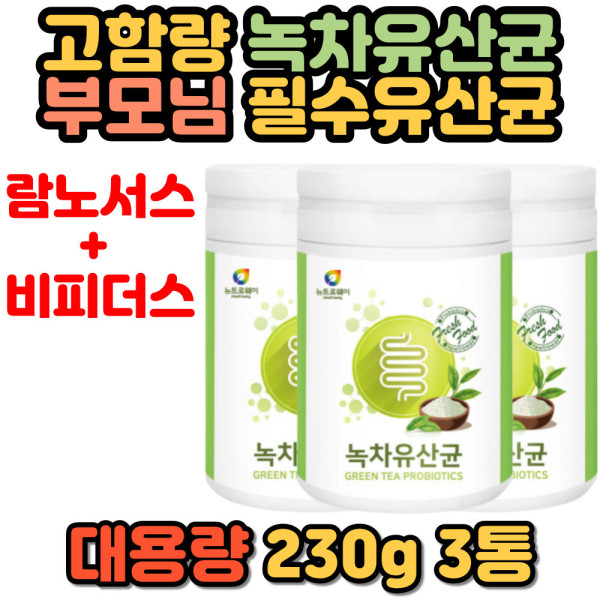 고함량 녹차유산균
부모님 필수유산균
람노서스
+
비피더스
뉴트로웨이
Fresh Food
녹차유산균
GREEN TEA PROBIOTICS
대용량 230g 3통